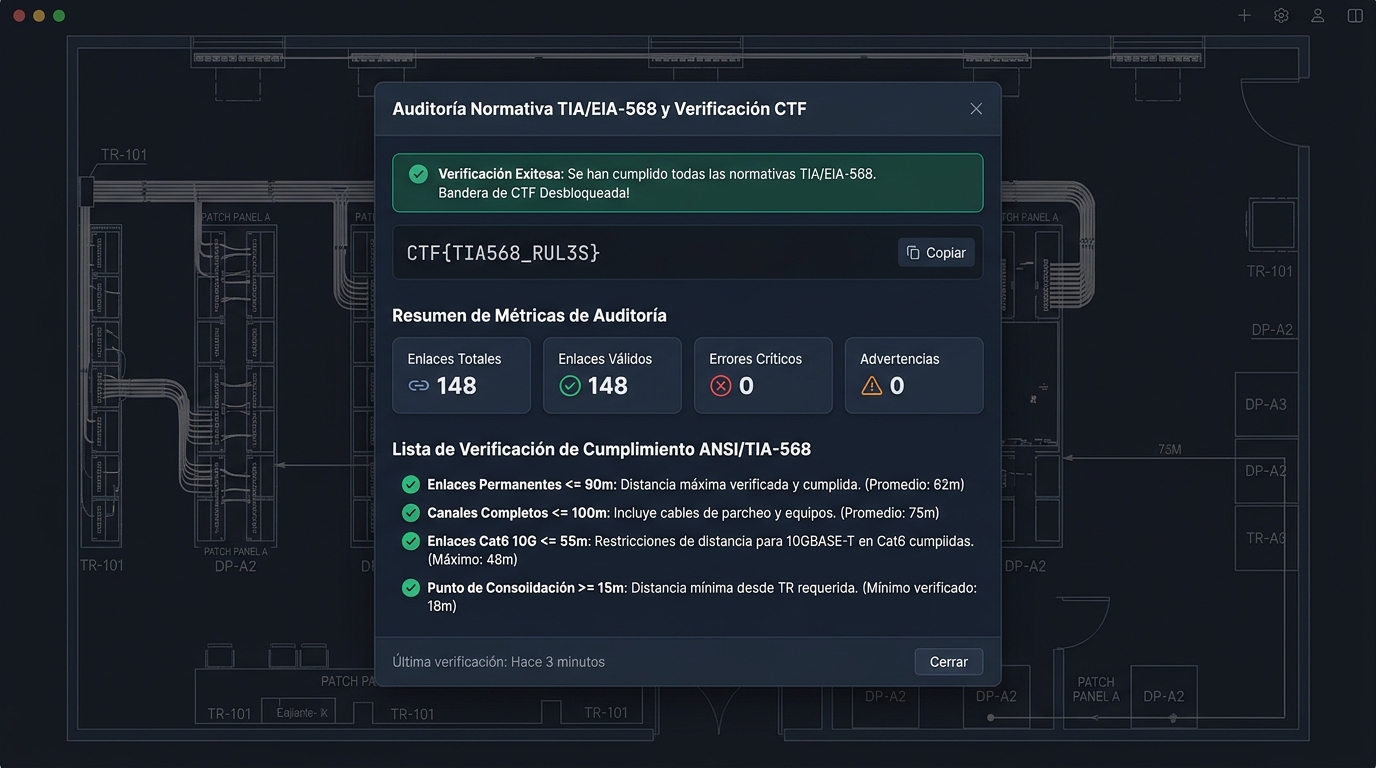 Auditoría Normativa TIA/EIA-568 y Verificación CTF
Verificación Exitesa: Se han cumplido todas las normativas TIA/EIA-568.
Bandera de CTF Desbloqueada!
CTF{TIA568_RUL3S}
Copiar
Resumen de Métricas de Auditoría
Enlaces Totales
148
Enlaces Válidos
148
Errores Críticos
0
Advertencias
0
Lista de Verificación de Cumplimiento ANSI/TIA-568
Enlaces Permanentes <= 90m: Distancia máxima verificada y cumplida. (Promedio: 62m)
Canales Completos <= 100m: Incluye cables de parcheo y equipos. (Promedio: 75m)
Enlaces Cat6 10G <= 55m: Restricciones de distancia para 10GBASE-T en Cat6 cumpiidas.
(Máximo: 48m)
Punto de Consoiidación >= 15m: Distancia mínima desde TR requerida. (Mínimo verificado:
18m)
Última verificación: Hace 3 minutos
Cerrar
TR-101
PATCH PANEL A
PATCH PANEL A
TR-101
DP-A2
PATCH PA
TR-101
TR-101
TR-101
DP-A2
TR-101
DP-A2
DP-A3
DP-A2
DP-A2
DP-A2
PATCH
PANEL A
DP-A2